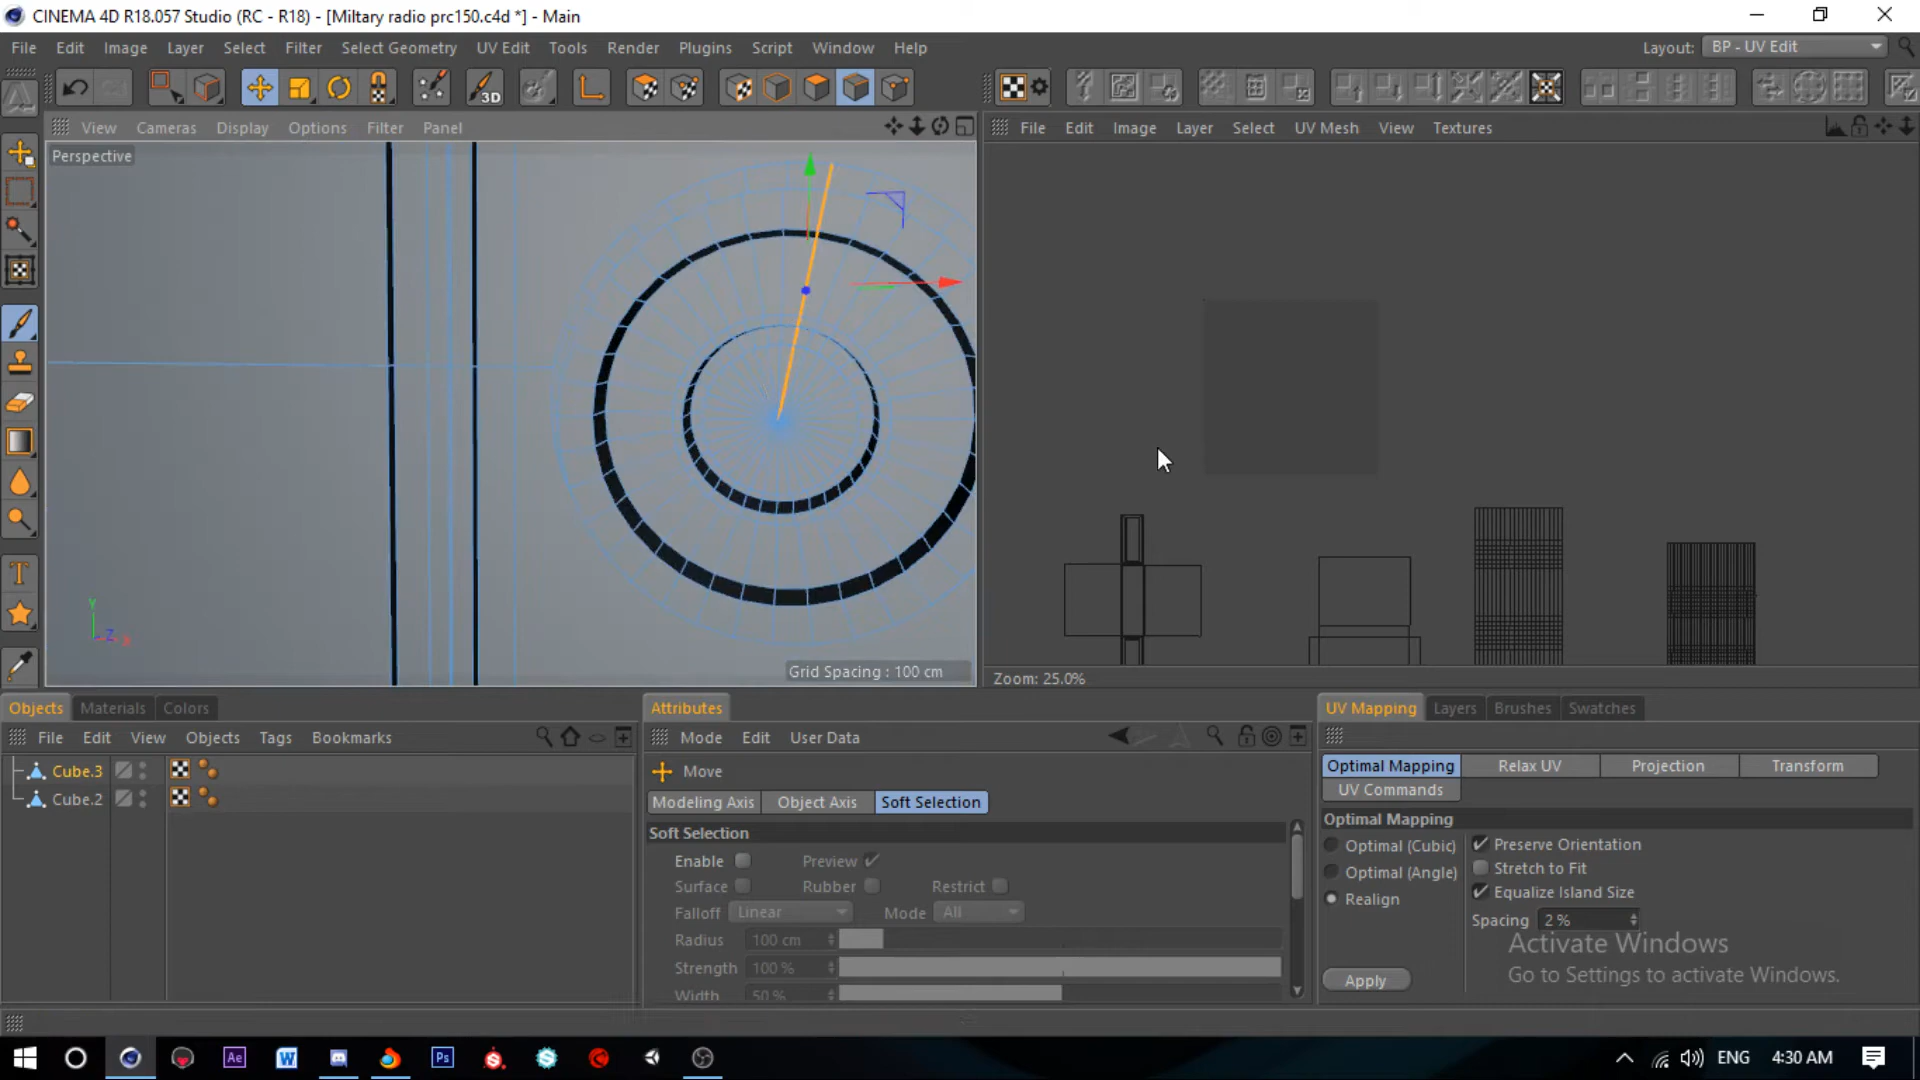 CINEMA 4D R18.057 Studio (RC - R18) - [Miltary radio prc150.c4d *] - Main
File Edit Image Layer Select Filter Select Geometry UV Edit Tools Render Plugins Script Window Help
Layout: BP - UV Edit
3D
View Cameras Display Options Filter Panel
File Edit Image Layer Select UV Mesh View Textures
Perspective
Y
Z X
Grid Spacing : 100 cm
Zoom: 25.0%
Objects Materials Colors
Attributes
UV Mapping Layers Brushes Swatches
File Edit View Objects Tags Bookmarks
Mode Edit User Data
Cube.3
Cube.2
Move
Modeling Axis Object Axis Soft Selection
Soft Selection
Enable Preview
Surface Rubber Restrict
Falloff Linear Mode All
Radius 100 cm
Strength 100 %
Width 50 %
Optimal Mapping Relax UV Projection Transform
UV Commands
Optimal Mapping
Optimal (Cubic) Preserve Orientation
Optimal (Angle) Stretch to Fit
Realign Equalize Island Size
Spacing 2 %
Apply
Activate Windows
Go to Settings to activate Windows.
Ae
W
Ps
ENG 4:30 AM